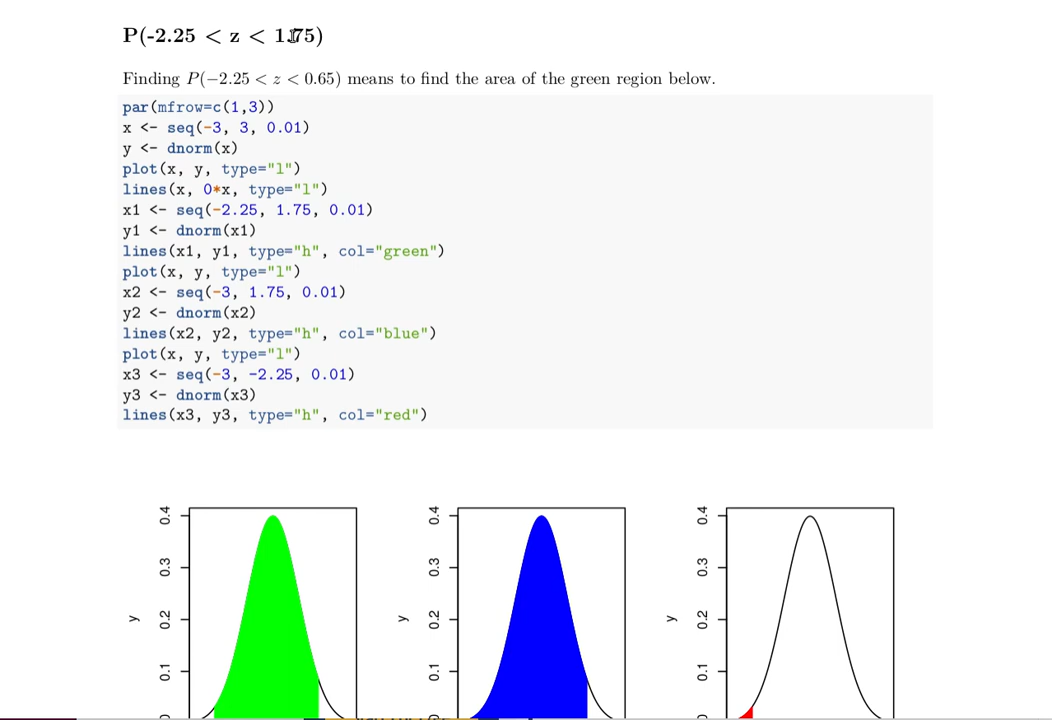 P(-2.25 < z < 1.75)
Finding P(−2.25 < z < 0.65) means to find the area of the green region below.
par(mfrow=c(1,3))
x <- seq(-3, 3, 0.01)
y <- dnorm(x)
plot(x, y, type="l")
lines(x, 0*x, type="l")
x1 <- seq(-2.25, 1.75, 0.01)
y1 <- dnorm(x1)
lines(x1, y1, type="h", col="green")
plot(x, y, type="l")
x2 <- seq(-3, 1.75, 0.01)
y2 <- dnorm(x2)
lines(x2, y2, type="h", col="blue")
plot(x, y, type="l")
x3 <- seq(-3, -2.25, 0.01)
y3 <- dnorm(x3)
lines(x3, y3, type="h", col="red")
y
0.1 0.2 0.3 0.4
y
0.1 0.2 0.3 0.4
y
0.1 0.2 0.3 0.4